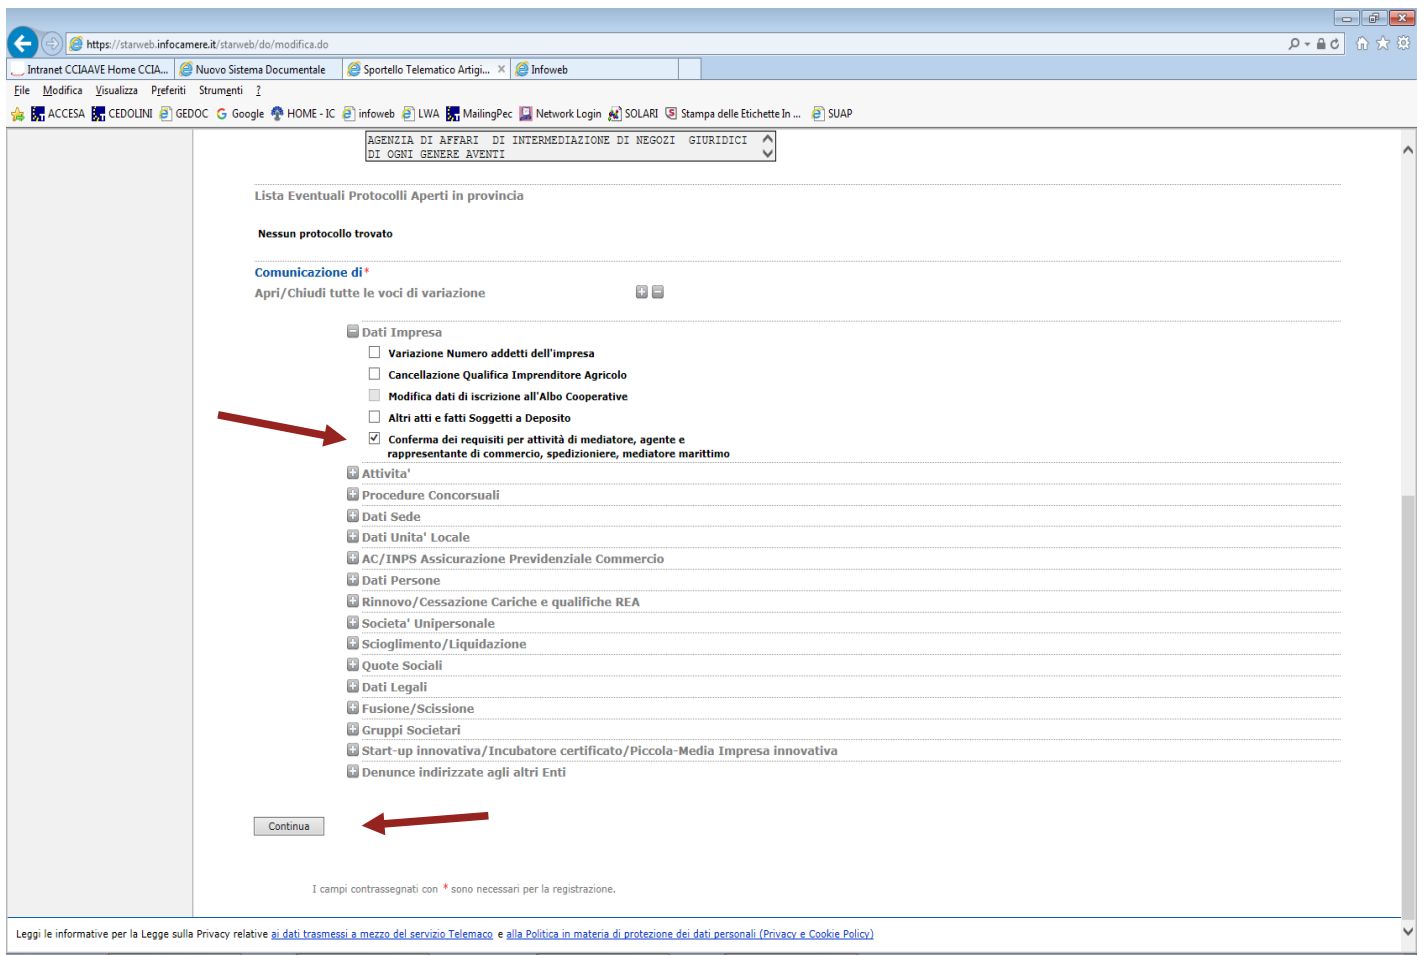 https://starweb.infocamere.it/starweb/do/modifica.do
Intranet CCIAAVE Home CCIA... Nuovo Sistema Documentale Sportello Telematico Artigi... Infoweb
File Modifica Visualizza Preferiti Strumenti ?
ACCESA CEDOLINI GEDOC Google HOME - IC infoweb LWA MailingPec Network Login SOLARI Stampa delle Etichette In ... SUAP
AGENZIA DI AFFARI DI INTERMEDIAZIONE DI NEGOZI GIURIDICI
DI OGNI GENERE AVENTI
Lista Eventuali Protocolli Aperti in provincia
Nessun protocollo trovato
Comunicazione di*
Apri/Chiudi tutte le voci di variazione
Dati Impresa
Variazione Numero addetti dell'impresa
Cancellazione Qualifica Imprenditore Agricolo
Modifica dati di iscrizione all'Albo Cooperative
Altri atti e fatti Soggetti a Deposito
Conferma dei requisiti per attività di mediatore, agente e
rappresentante di commercio, spedizioniere, mediatore marittimo
Attivita'
Procedure Concorsuali
Dati Sede
Dati Unita' Locale
AC/INPS Assicurazione Previdenziale Commercio
Dati Persone
Rinnovo/Cessazione Cariche e qualifiche REA
Societa' Unipersonale
Scioglimento/Liquidazione
Quote Sociali
Dati Legali
Fusione/Scissione
Gruppi Societari
Start-up innovativa/Incubatore certificato/Piccola-Media Impresa innovativa
Denunce indirizzate agli altri Enti
Continua
I campi contrassegnati con * sono necessari per la registrazione.
Leggi le informative per la Legge sulla Privacy relative ai dati trasmessi a mezzo del servizio Telemaco e alla Politica in materia di protezione dei dati personali (Privacy e Cookie Policy)